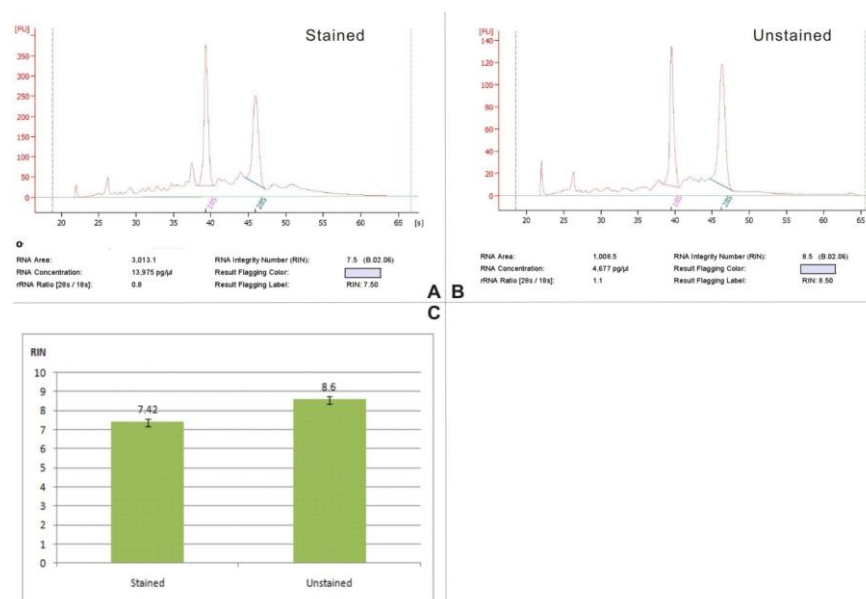 [FU]
Stained
350
300
250
200
150
100
50
0
18S
28S
20 25 30 35 40 45 50 55 60 65 [s]
RNA Area: 3,013.1 RNA Integrity Number (RIN): 7.5 (B.02.06)
RNA Concentration: 13,975 pg/µl Result Flagging Color:
rRNA Ratio [28s / 18s]: 0.8 Result Flagging Label: RIN: 7.50
A
B
[FU]
Unstained
140
120
100
80
60
40
20
0
18S
28S
20 25 30 35 40 45 50 55 60 65
RNA Area: 1,008.5 RNA Integrity Number (RIN): 8.5 (B.02.06)
RNA Concentration: 4,677 pg/µl Result Flagging Color:
rRNA Ratio [28s / 18s]: 1.1 Result Flagging Label: RIN: 8.50
C
RIN
10
9
8
7
6
5
4
3
2
1
0
7.42
8.6
Stained Unstained